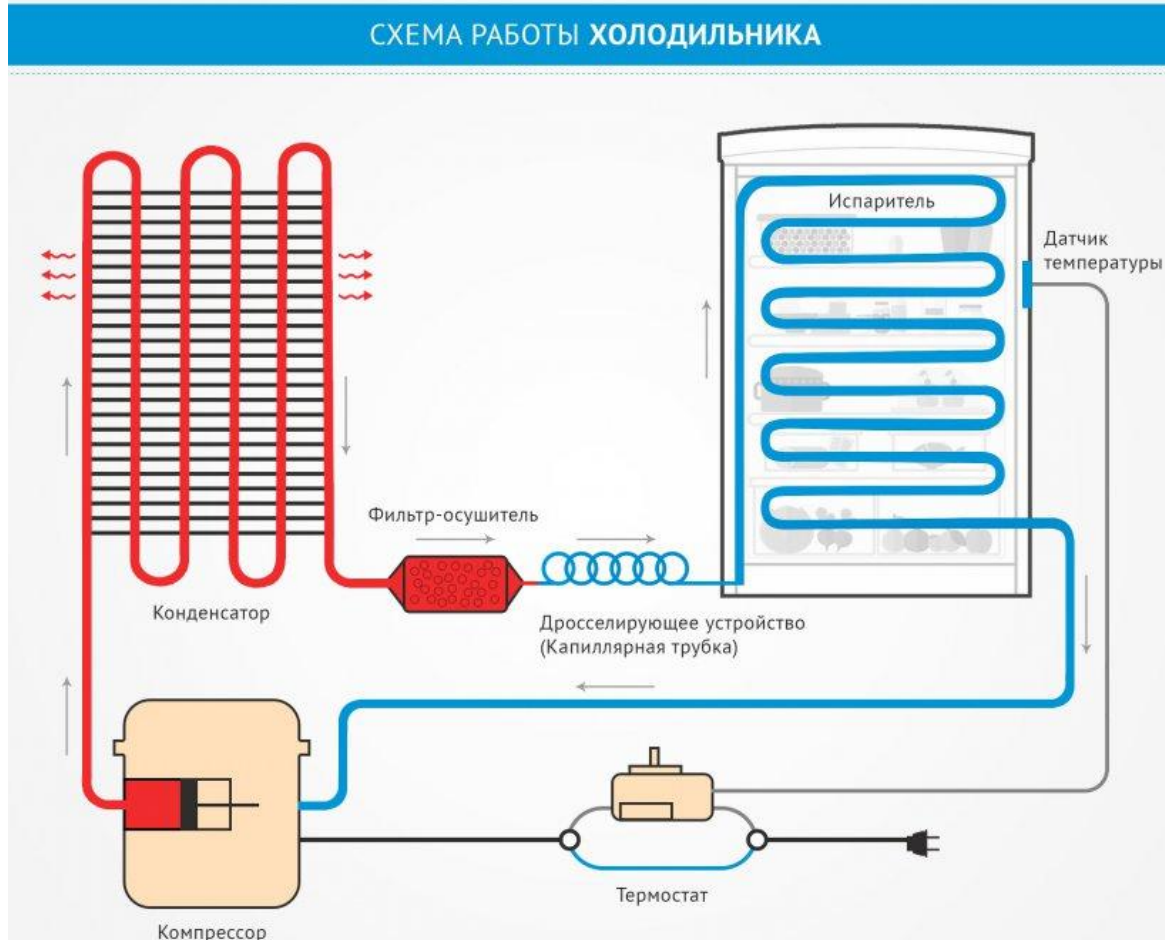 СХЕМА РАБОТЫ ХОЛОДИЛЬНИКА
Испаритель
Датчик
температуры
Фильтр-осушитель
Конденсатор
Дросселирующее устройство
(Капиллярная трубка)
Термостат
Компрессор